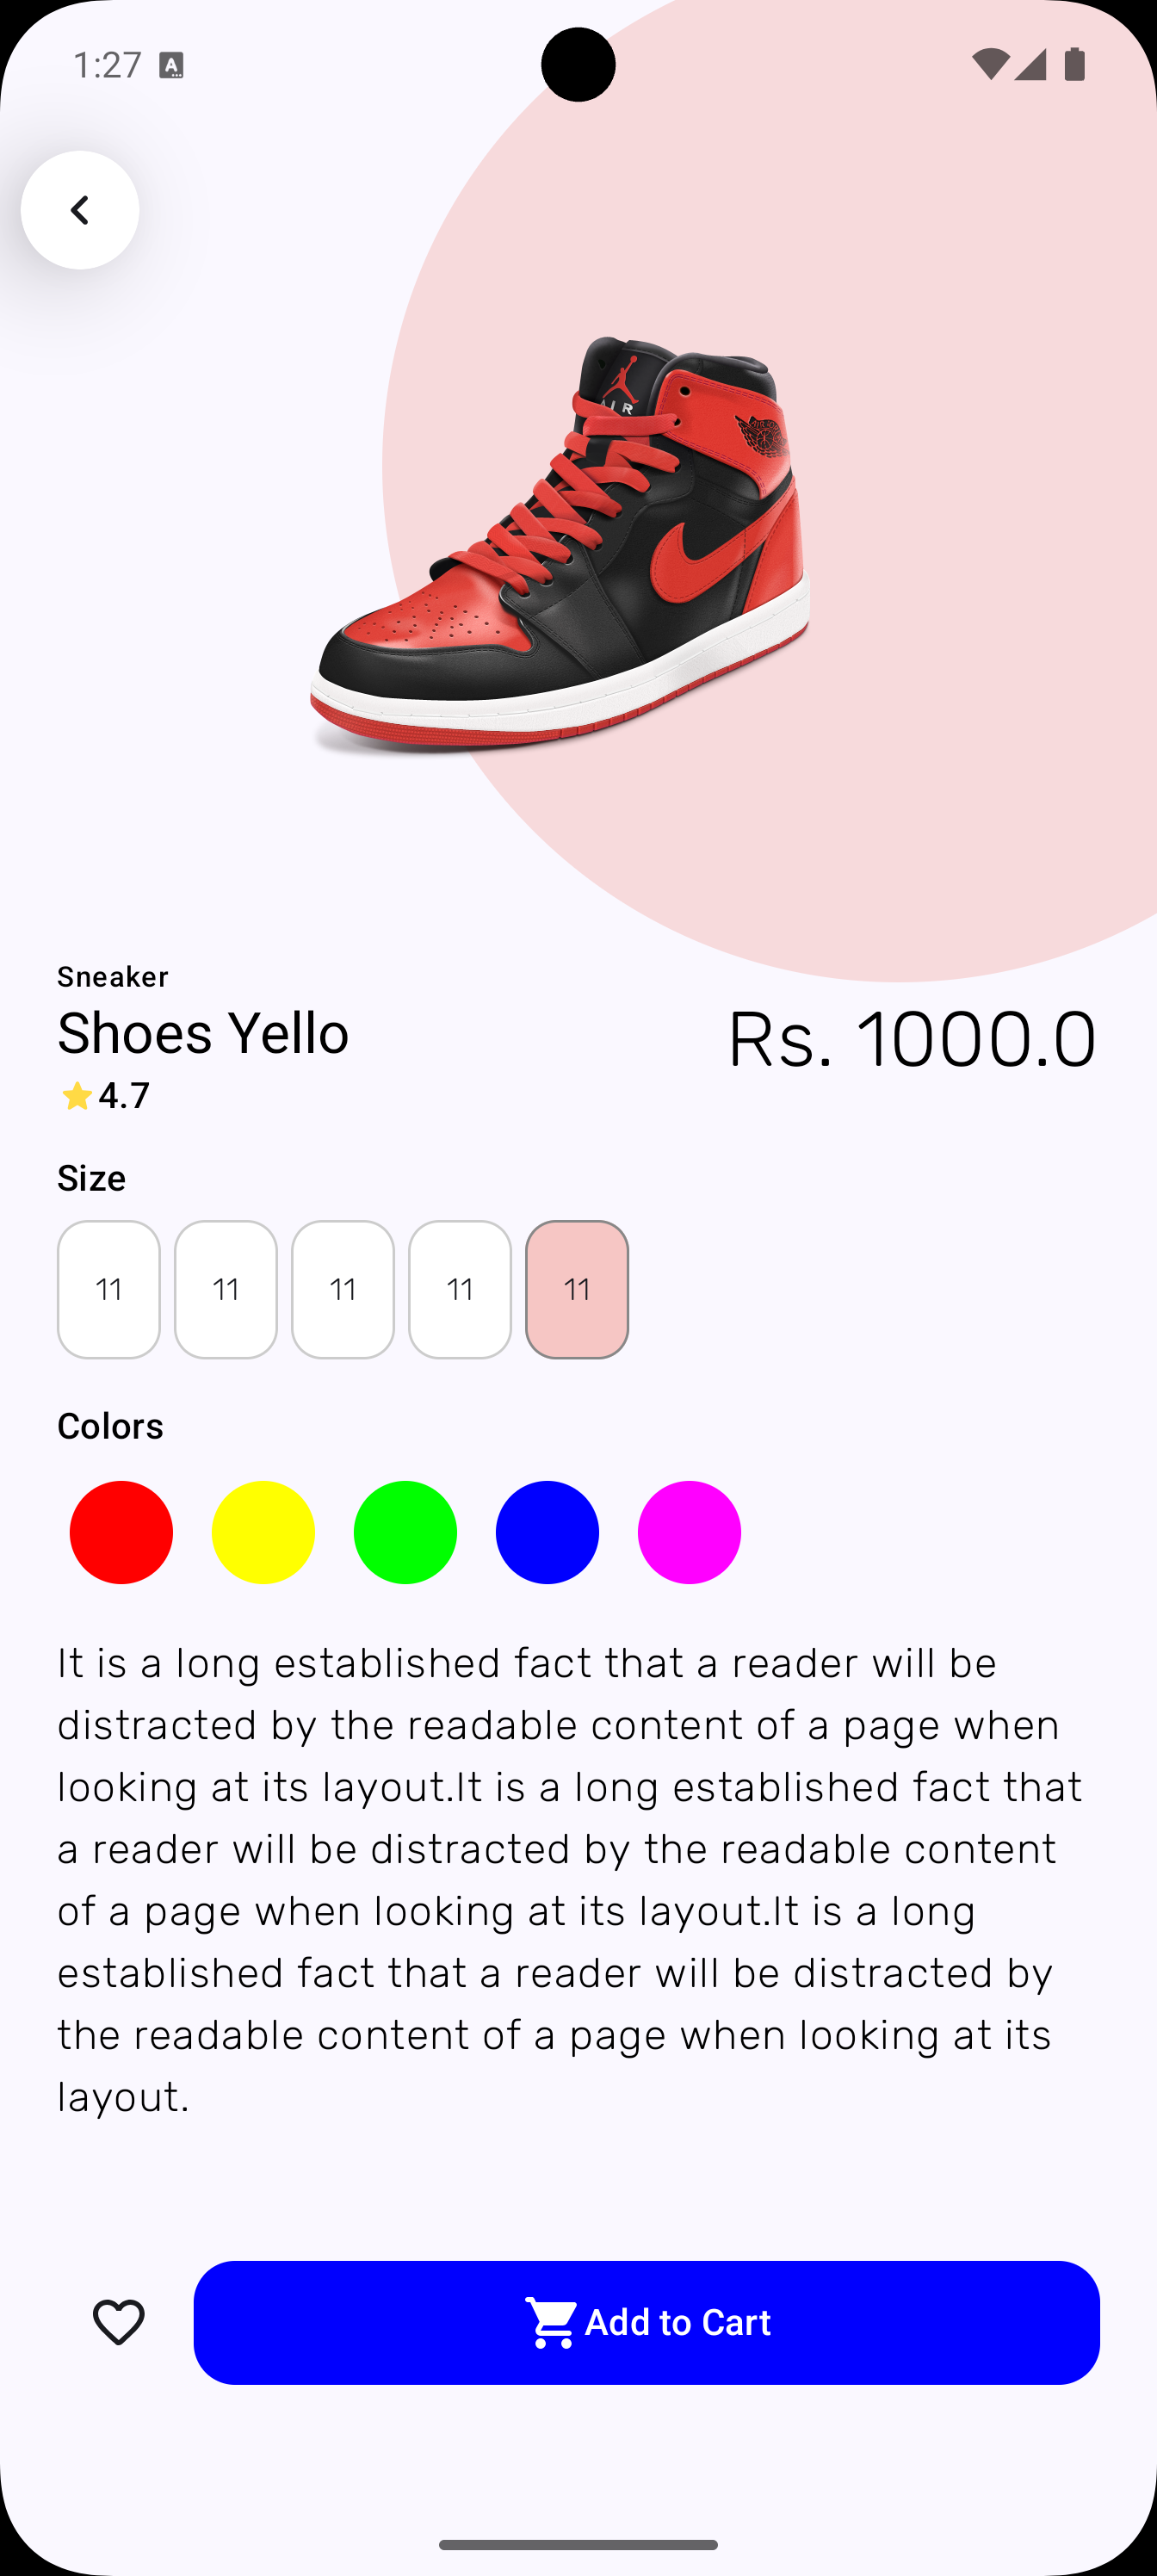 1:27
A
AIR
Sneaker
Shoes Yello
Rs. 1000.0
4.7
Size
11 11 11 11 11
Colors
It is a long established fact that a reader will be
distracted by the readable content of a page when
looking at its layout.It is a long established fact that
a reader will be distracted by the readable content
of a page when looking at its layout.It is a long
established fact that a reader will be distracted by
the readable content of a page when looking at its
layout.
Add to Cart